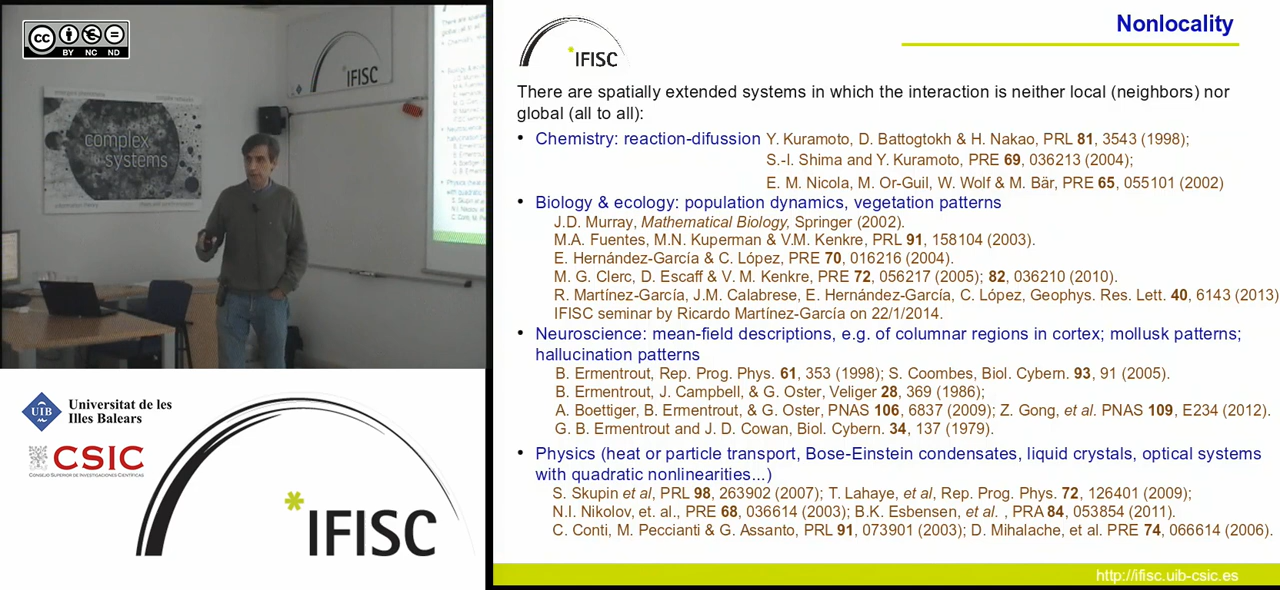 cc
BY NC ND
IFISC
complex
systems
Universitat de les
Illes Balears
UIB
CSIC
CONSEJO SUPERIOR DE INVESTIGACIONES CIENTÍFICAS
*IFISC
*IFISC
Nonlocality
There are spatially extended systems in which the interaction is neither local (neighbors) nor
global (all to all):
• Chemistry: reaction-difussion Y. Kuramoto, D. Battogtokh & H. Nakao, PRL 81, 3543 (1998);
S.-I. Shima and Y. Kuramoto, PRE 69, 036213 (2004);
E. M. Nicola, M. Or-Guil, W. Wolf & M. Bär, PRE 65, 055101 (2002)
• Biology & ecology: population dynamics, vegetation patterns
J.D. Murray, Mathematical Biology, Springer (2002).
M.A. Fuentes, M.N. Kuperman & V.M. Kenkre, PRL 91, 158104 (2003).
E. Hernández-García & C. López, PRE 70, 016216 (2004).
M. G. Clerc, D. Escaff & V. M. Kenkre, PRE 72, 056217 (2005); 82, 036210 (2010).
R. Martínez-García, J.M. Calabrese, E. Hernández-García, C. López, Geophys. Res. Lett. 40, 6143 (2013)
IFISC seminar by Ricardo Martínez-García on 22/1/2014.
• Neuroscience: mean-field descriptions, e.g. of columnar regions in cortex; mollusk patterns;
hallucination patterns
B. Ermentrout, Rep. Prog. Phys. 61, 353 (1998); S. Coombes, Biol. Cybern. 93, 91 (2005).
B. Ermentrout, J. Campbell, & G. Oster, Veliger 28, 369 (1986);
A. Boettiger, B. Ermentrout, & G. Oster, PNAS 106, 6837 (2009); Z. Gong, et al. PNAS 109, E234 (2012).
G. B. Ermentrout and J. D. Cowan, Biol. Cybern. 34, 137 (1979).
• Physics (heat or particle transport, Bose-Einstein condensates, liquid crystals, optical systems
with quadratic nonlinearities...)
S. Skupin et al, PRL 98, 263902 (2007); T. Lahaye, et al, Rep. Prog. Phys. 72, 126401 (2009);
N.I. Nikolov, et. al., PRE 68, 036614 (2003); B.K. Esbensen, et al. , PRA 84, 053854 (2011).
C. Conti, M. Peccianti & G. Assanto, PRL 91, 073901 (2003); D. Mihalache, et al. PRE 74, 066614 (2006).
http://ifisc.uib-csic.es